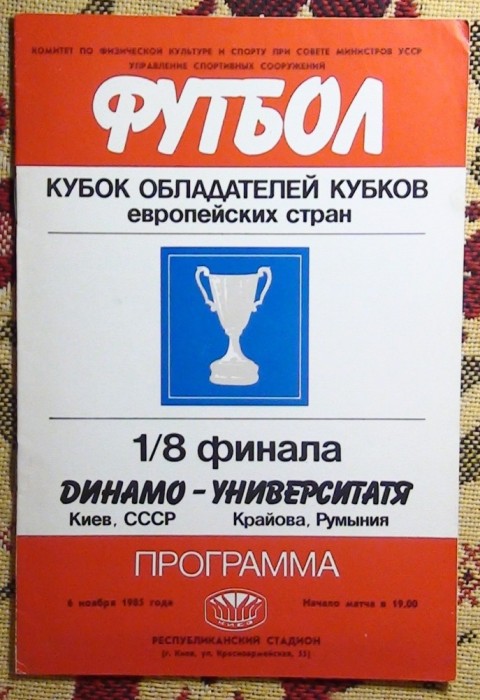 КОМИТЕТ ПО ФИЗИЧЕСКОЙ КУЛЬТУРЕ И СПОРТУ ПРИ СОВЕТЕ МИНИСТРОВ УССР
УПРАВЛЕНИЕ СПОРТИВНЫХ СООРУЖЕНИЙ
ФУТБОЛ
КУБОК ОБЛАДАТЕЛЕЙ КУБКОВ
европейских стран
1/8 финала
ДИНАМО - УНИВЕРСИТАТЯ
Киев, СССР Крайова, Румыния
ПРОГРАММА
6 ноября 1985 года Начало матча в 19.00
КИЕВ
РЕСПУБЛИКАНСКИЙ СТАДИОН
(г. Киев, ул. Красноармейская, 55)